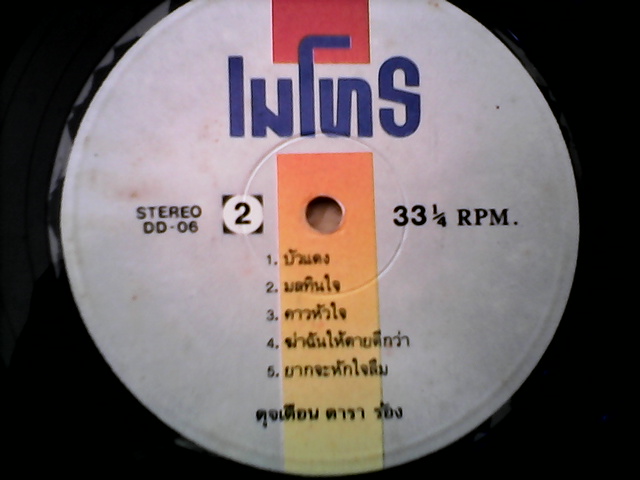 เมโทร
STEREO 2 33 ¼ RPM.
DD-06
1. บัวแดง
2. มลทินใจ
3. ดาวหัวใจ
4. ฆ่าฉันให้ตายดีกว่า
5. ยากจะหักใจลืม
ดุจเดือน ดารา ร้อง